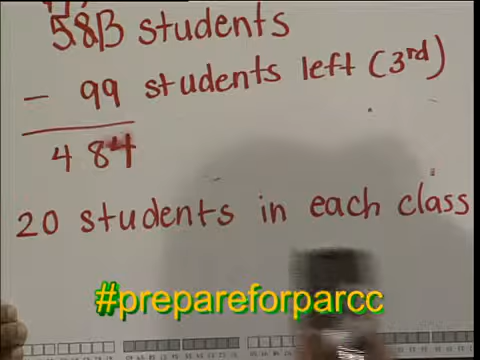 583 students
- 99 students left (3rd)
484
20 students in each class
#prepareforparcc